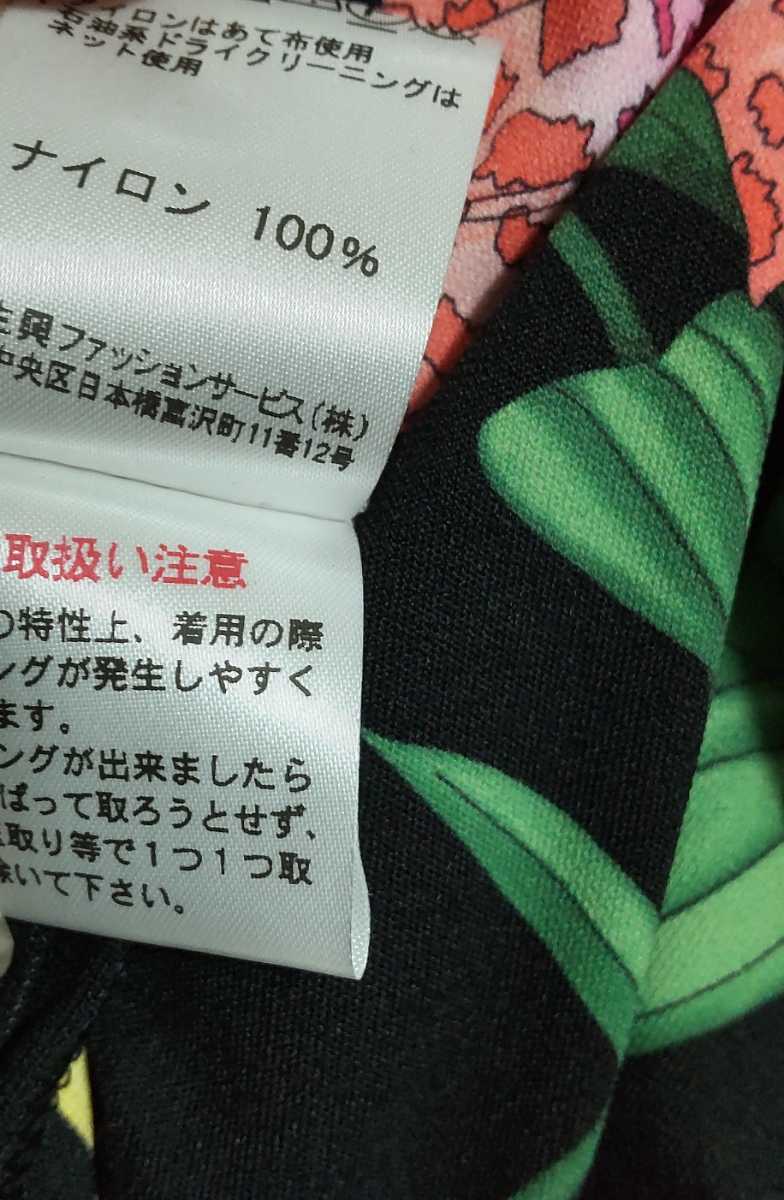 イロンはあて布使用
石油系ドライクリーニングは
ネット使用
ナイロン 100%
興ファッションサービス(株)
中央区日本橋富沢町11番12号
取扱い注意
特性上、着用の際
ングが発生しやすく
ます。
ングが出来ましたら
ぱって取ろうとせず、
取り等で1つ1つ取
除いて下さい。